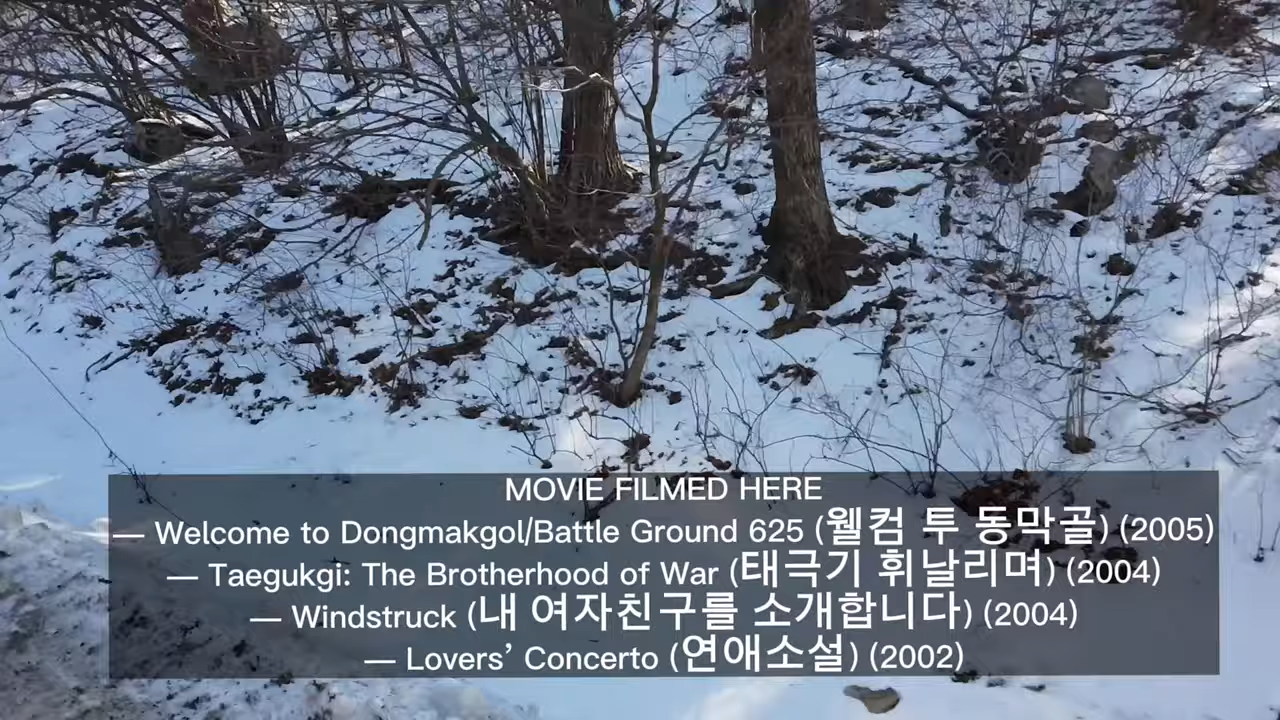 MOVIE FILMED HERE
— Welcome to Dongmakgol/Battle Ground 625 (웰컴 투 동막골) (2005)
— Taegukgi: The Brotherhood of War (태극기 휘날리며) (2004)
— Windstruck (내 여자친구를 소개합니다) (2004)
— Lovers’ Concerto (연애소설) (2002)